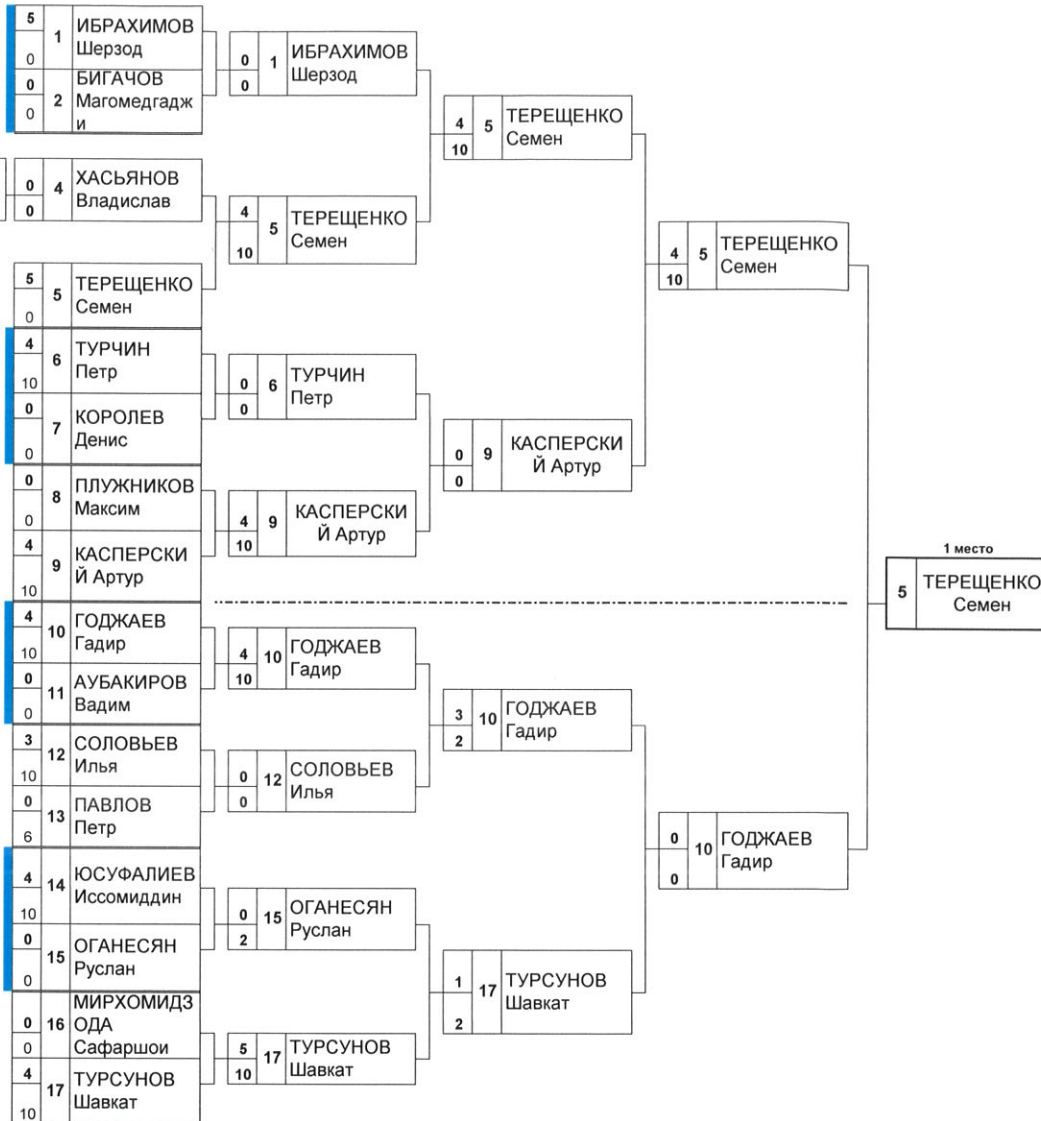 5 1 ИБРАХИМОВ
0 Шерзод
0 2 БИГАЧОВ
0 Магомедгадж
и
0 4 ХАСЬЯНОВ
0 Владислав
5 5 ТЕРЕЩЕНКО
0 Семен
4 6 ТУРЧИН
10 Петр
0 7 КОРОЛЕВ
0 Денис
0 8 ПЛУЖНИКОВ
0 Максим
4 9 КАСПЕРСКИ
10 Й Артур
4 10 ГОДЖАЕВ
10 Гадир
0 11 АУБАКИРОВ
0 Вадим
3 12 СОЛОВЬЕВ
10 Илья
0 13 ПАВЛОВ
6 Петр
4 14 ЮСУФАЛИЕВ
10 Иссомиддин
0 15 ОГАНЕСЯН
0 Руслан
МИРХОМИДЗ
0 16 ОДА
0 Сафаршои
4 17 ТУРСУНОВ
10 Шавкат
0 1 ИБРАХИМОВ
0 Шерзод
4 5 ТЕРЕЩЕНКО
10 Семен
0 6 ТУРЧИН
0 Петр
4 9 КАСПЕРСКИ
10 Й Артур
4 10 ГОДЖАЕВ
10 Гадир
0 12 СОЛОВЬЕВ
0 Илья
0 15 ОГАНЕСЯН
2 Руслан
5 17 ТУРСУНОВ
10 Шавкат
4 5 ТЕРЕЩЕНКО
10 Семен
0 9 КАСПЕРСКИ
0 Й Артур
3 10 ГОДЖАЕВ
2 Гадир
1 17 ТУРСУНОВ
2 Шавкат
4 5 ТЕРЕЩЕНКО
10 Семен
0 10 ГОДЖАЕВ
0 Гадир
1 место
5 ТЕРЕЩЕНКО
Семен